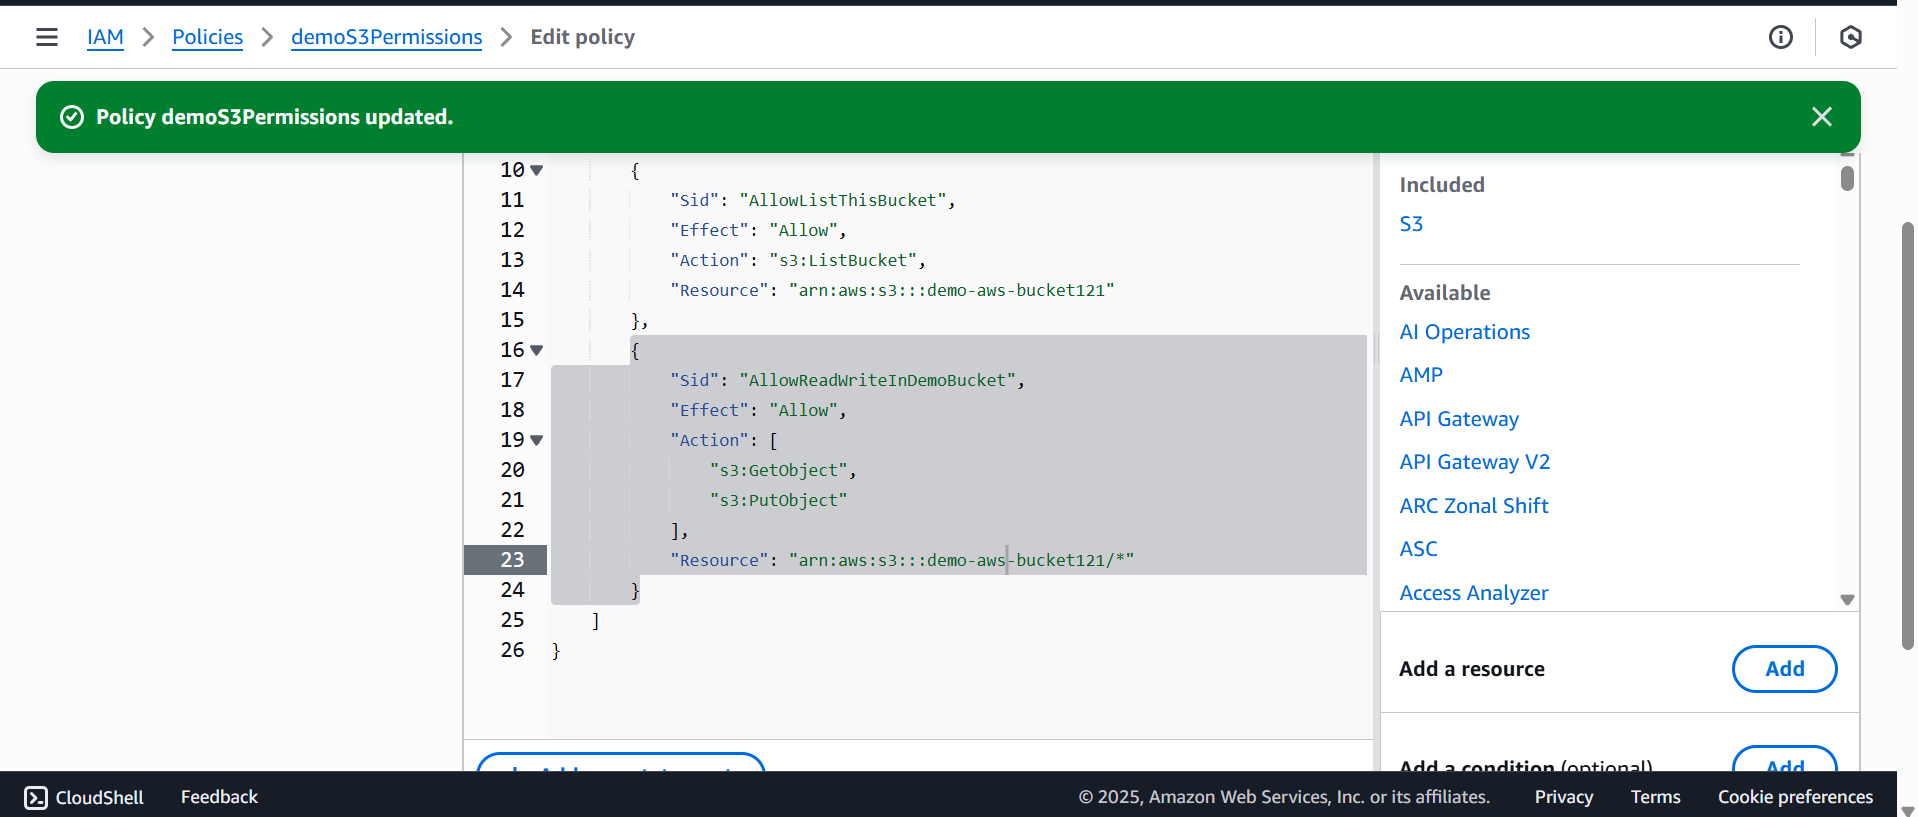 IAM > Policies > demoS3Permissions > Edit policy
Policy demoS3Permissions updated.
10 {
11 "Sid": "AllowListThisBucket",
12 "Effect": "Allow",
13 "Action": "s3:ListBucket",
14 "Resource": "arn:aws:s3:::demo-aws-bucket121"
15 },
16 {
17 "Sid": "AllowReadWriteInDemoBucket",
18 "Effect": "Allow",
19 "Action": [
20 "s3:GetObject",
21 "s3:PutObject"
22 ],
23 "Resource": "arn:aws:s3:::demo-aws-bucket121/*"
24 }
25 ]
26 }
Included
S3
Available
AI Operations
AMP
API Gateway
API Gateway V2
ARC Zonal Shift
ASC
Access Analyzer
Add a resource Add
Add a condition (optional) Add
CloudShell Feedback © 2025, Amazon Web Services, Inc. or its affiliates. Privacy Terms Cookie preferences